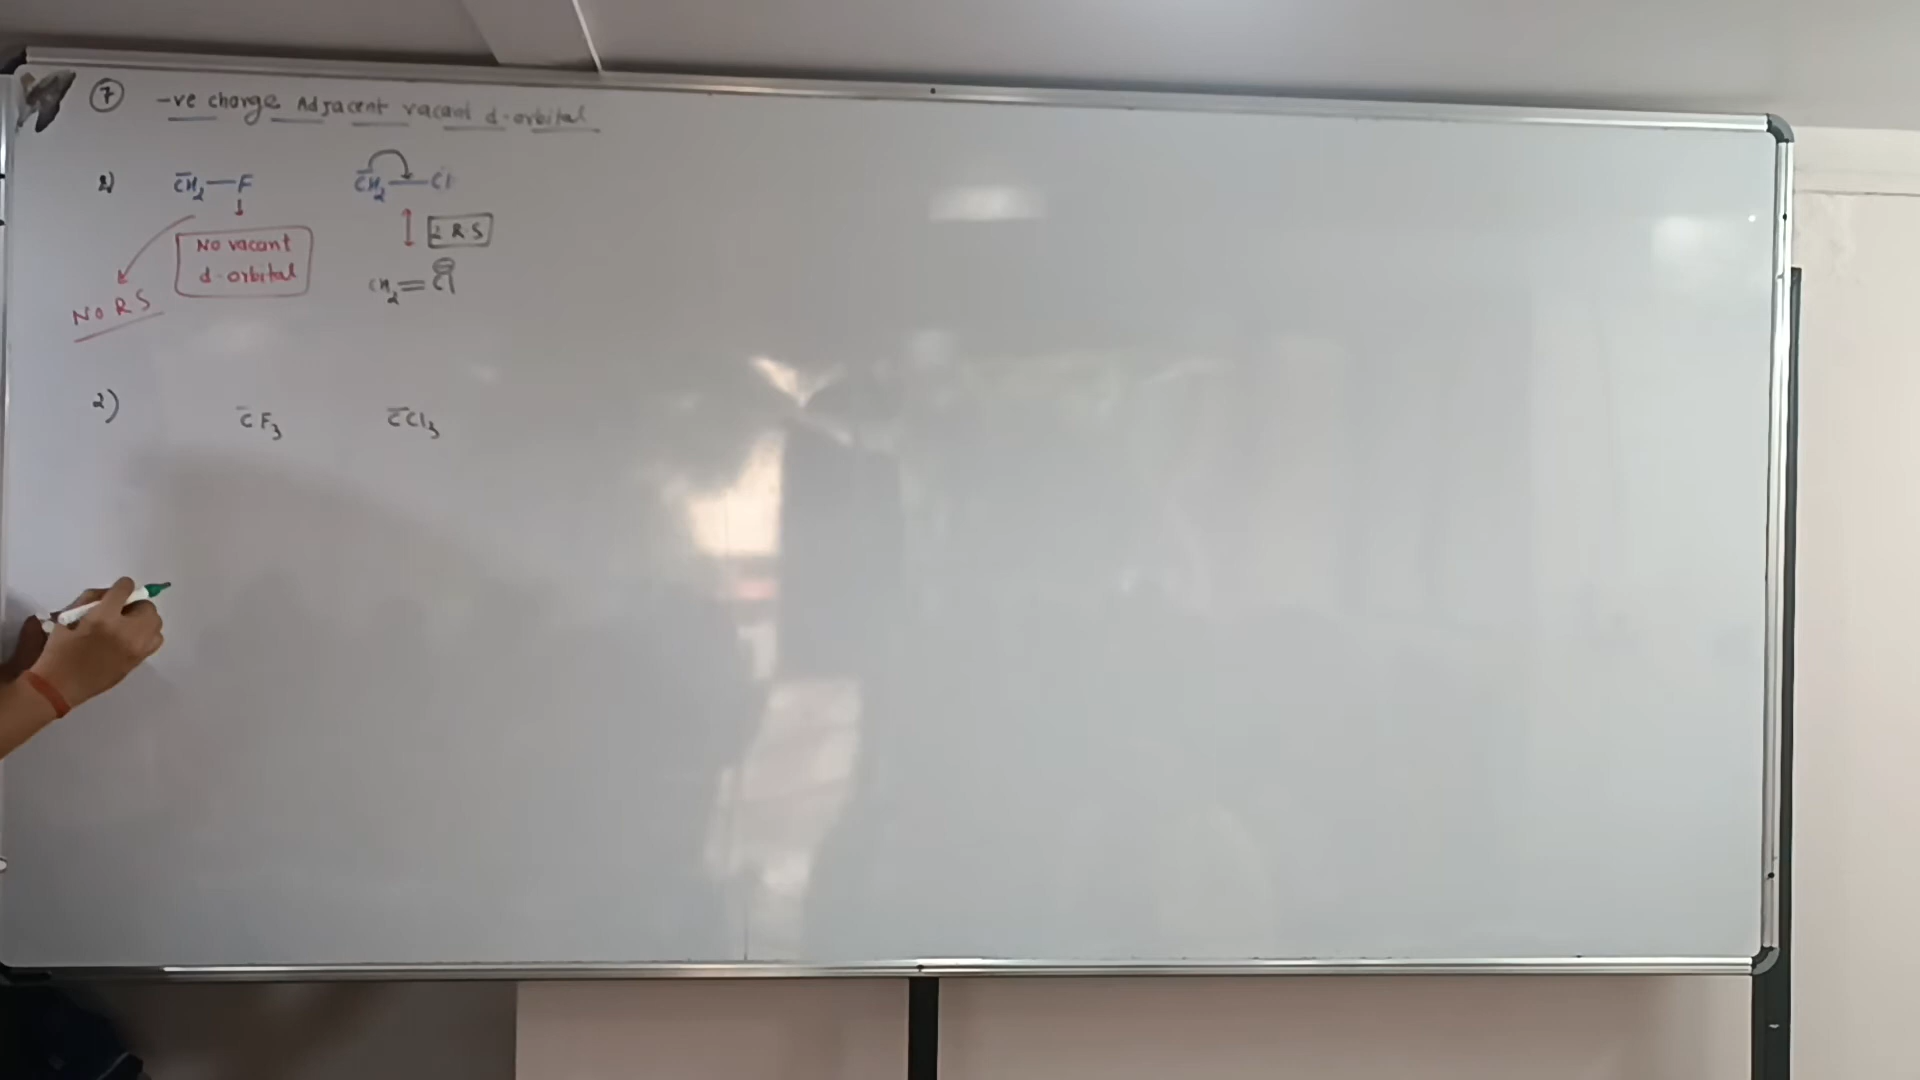 7 -ve charge Adjacent vacant d-orbital
1) C̄H₂—F C̄H₂—Cl
No vacant
d-orbital
No RS
2 R.S
CH₂=Cl⊖
2) C̄F₃ C̄Cl₃